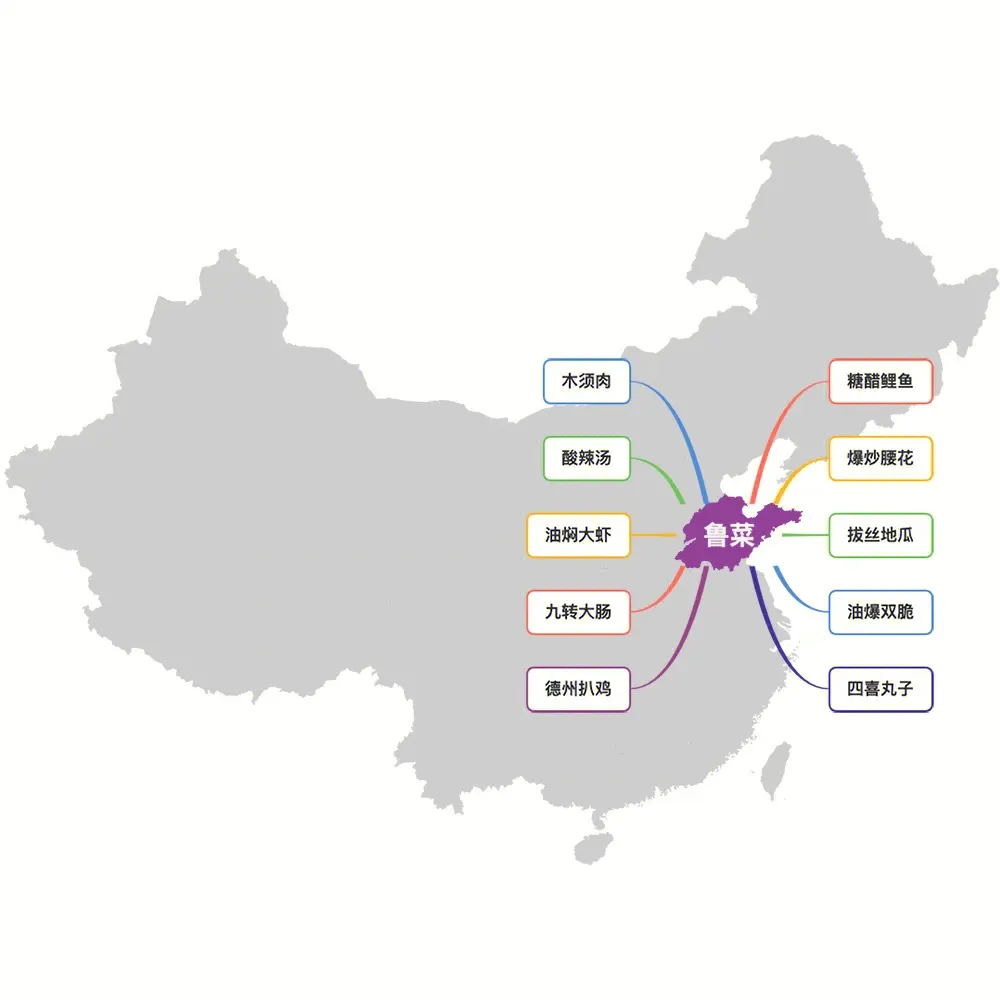 木须肉
糖醋鲤鱼
酸辣汤
爆炒腰花
油焖大虾
鲁菜
拔丝地瓜
九转大肠
油爆双脆
德州扒鸡
四喜丸子